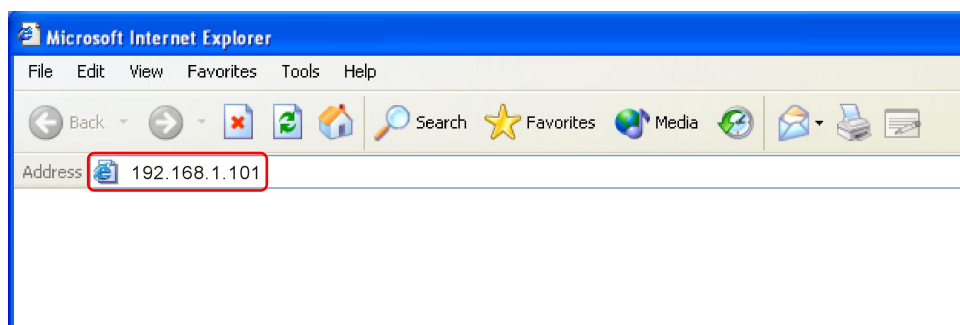 Microsoft Internet Explorer
File Edit View Favorites Tools Help
Back Search Favorites Media
Address 192.168.1.101